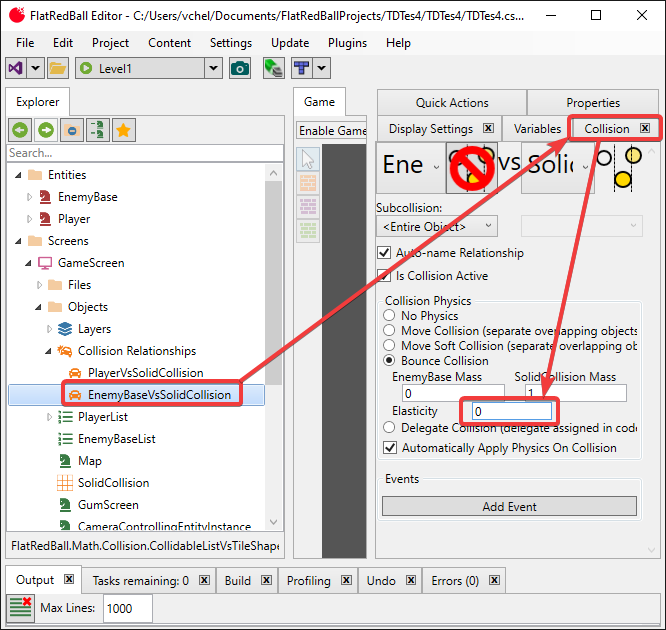 FlatRedBall Editor - C:/Users/vchel/Documents/FlatRedBallProjects/TDTes4/TDTes4/TDTes4.cs...
File Edit Project Content Settings Update Plugins Help
Level1
Explorer
Search...
Entities
EnemyBase
Player
Screens
GameScreen
Files
Objects
Layers
Collision Relationships
PlayerVsSolidCollision
EnemyBaseVsSolidCollision
PlayerList
EnemyBaseList
Map
SolidCollision
GumScreen
CameraControllingEntityInstance
FlatRedBall.Math.Collision.CollidableListVsTileShape
Game
Enable Game
Quick Actions Properties
Display Settings Variables Collision
Ene vs Solid
Subcollision:
<Entire Object>
Auto-name Relationship
Is Collision Active
Collision Physics
No Physics
Move Collision (separate overlapping objects
Move Soft Collision (separate overlapping ob
Bounce Collision
EnemyBase Mass SolidCollision Mass
0 1
Elasticity 0
Delegate Collision (delegate assigned in code
Automatically Apply Physics On Collision
Events
Add Event
Output Tasks remaining: 0 Build Profiling Undo Errors (0)
Max Lines: 1000